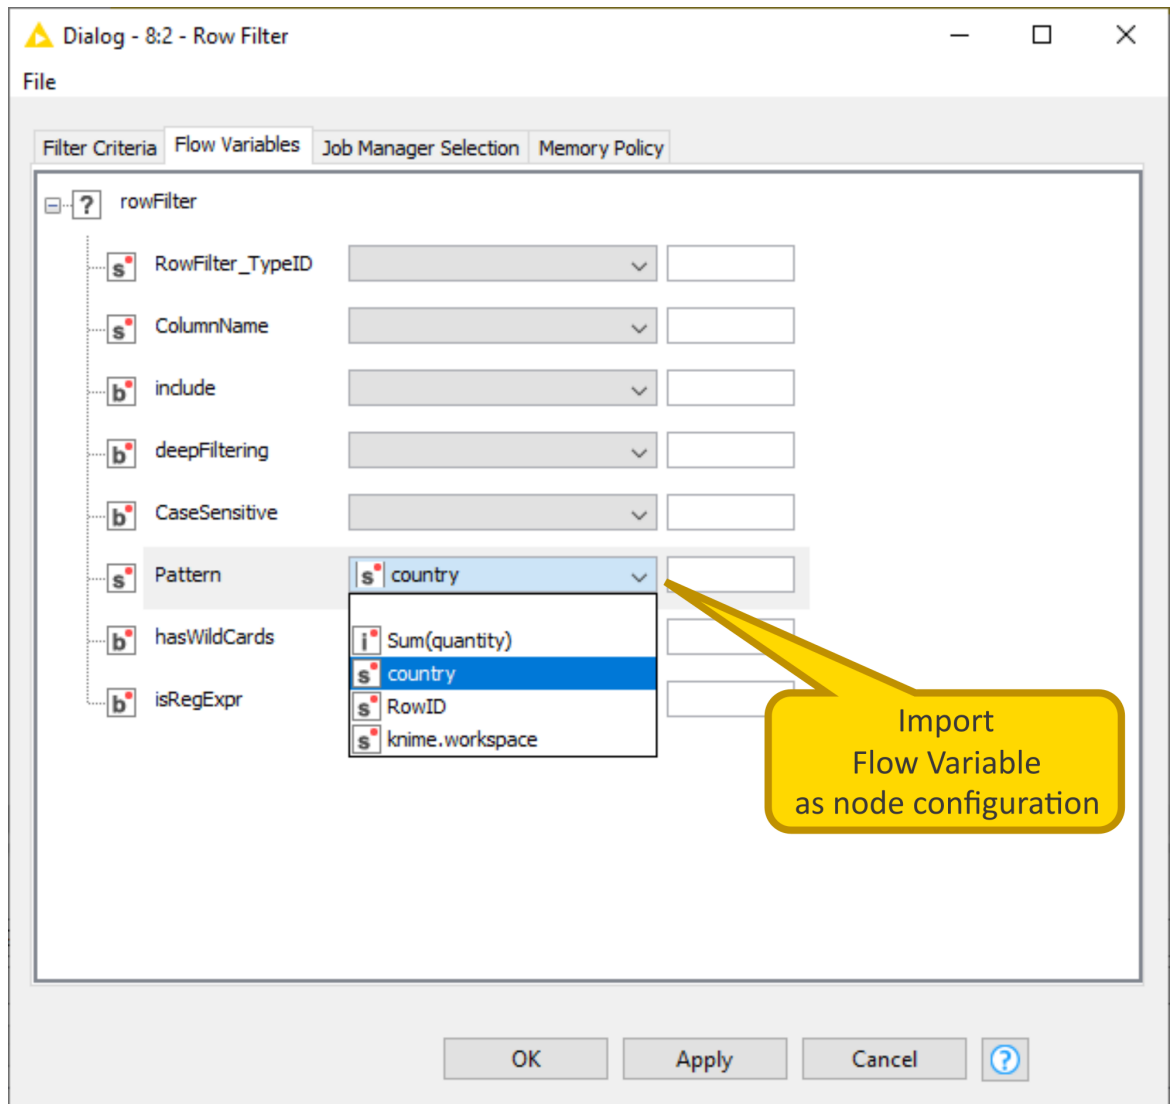 Dialog - 8:2 - Row Filter
File
Filter Criteria Flow Variables Job Manager Selection Memory Policy
? rowFilter
s RowFilter_TypeID
s ColumnName
b include
b deepFiltering
b CaseSensitive
s Pattern s country
i Sum(quantity)
b hasWildCards
s country
s RowID
b isRegExpr
s knime.workspace
Import
Flow Variable
as node configuration
OK Apply Cancel ?